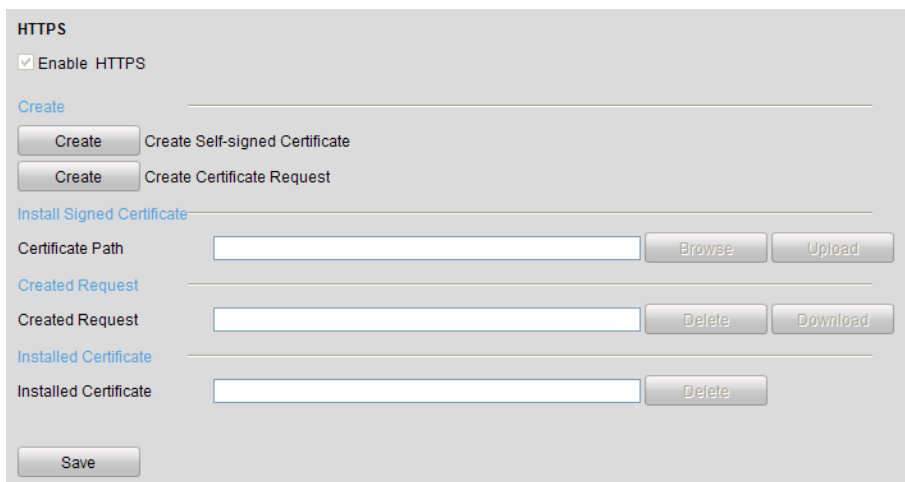 HTTPS
Enable HTTPS
Create
Create Create Self-signed Certificate
Create Create Certificate Request
Install Signed Certificate
Certificate Path Browse Upload
Created Request
Created Request Delete Download
Installed Certificate
Installed Certificate Delete
Save